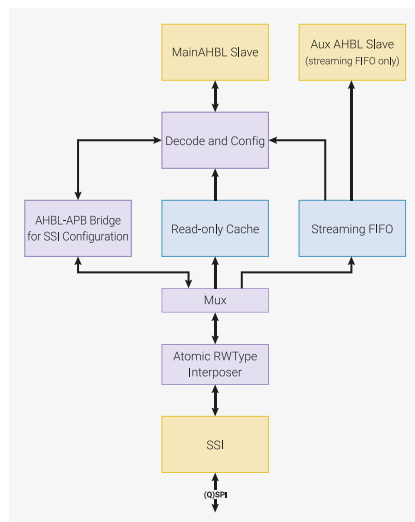 MainAHBL Slave
Aux AHBL Slave
(streaming FIFO only)
Decode and Config
AHBL-APB Bridge
for SSI Configuration
Read-only Cache
Streaming FIFO
Mux
Atomic RWType
Interposer
SSI
(Q)SPI